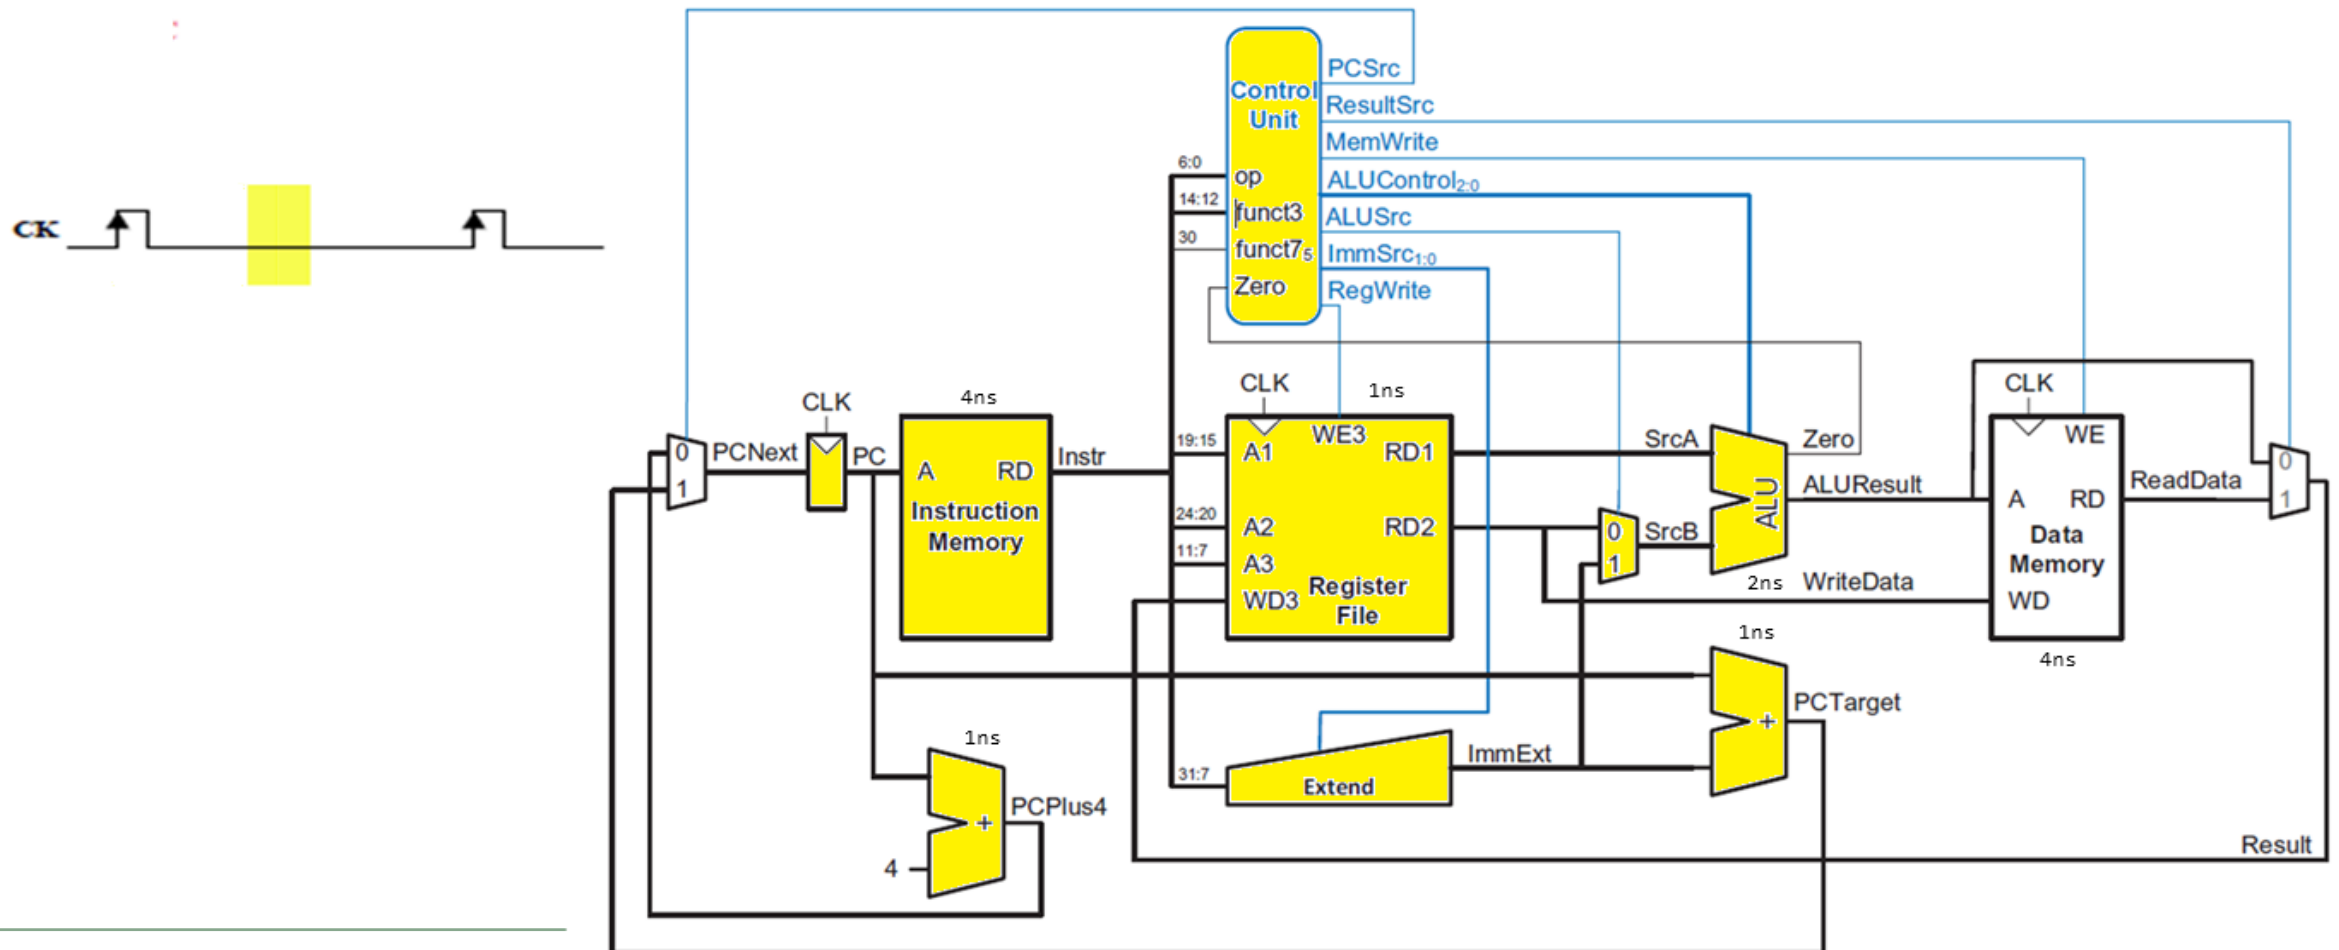 :
CK
Control
Unit
op
funct3
funct7₅
Zero
6:0
14:12
30
PCSrc
ResultSrc
MemWrite
ALUControl₂:₀
ALUSrc
ImmSrc₁:₀
RegWrite
0
1
PCNext
CLK
PC
4ns
A
RD
Instruction
Memory
Instr
19:15
24:20
11:7
31:7
CLK
1ns
WE3
A1
RD1
A2
RD2
A3
WD3
Register
File
SrcA
0
1
SrcB
ALU
Zero
ALUResult
2ns
WriteData
CLK
WE
A
RD
Data
Memory
WD
4ns
ReadData
0
1
1ns
+
PCTarget
ImmExt
Extend
1ns
+
PCPlus4
4
Result